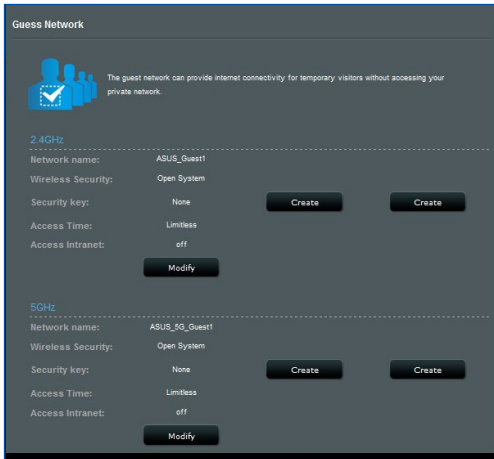 Guess Network
The guest network can provide internet connectivity for temporary visitors without accessing your
private network.
2.4GHz
Network name: ASUS_Guest1
Wireless Security: Open System
Security key: None Create Create
Access Time: Limitless
Access Intranet: off
Modify
5GHz
Network name: ASUS_5G_Guest1
Wireless Security: Open System
Security key: None Create Create
Access Time: Limitless
Access Intranet: off
Modify